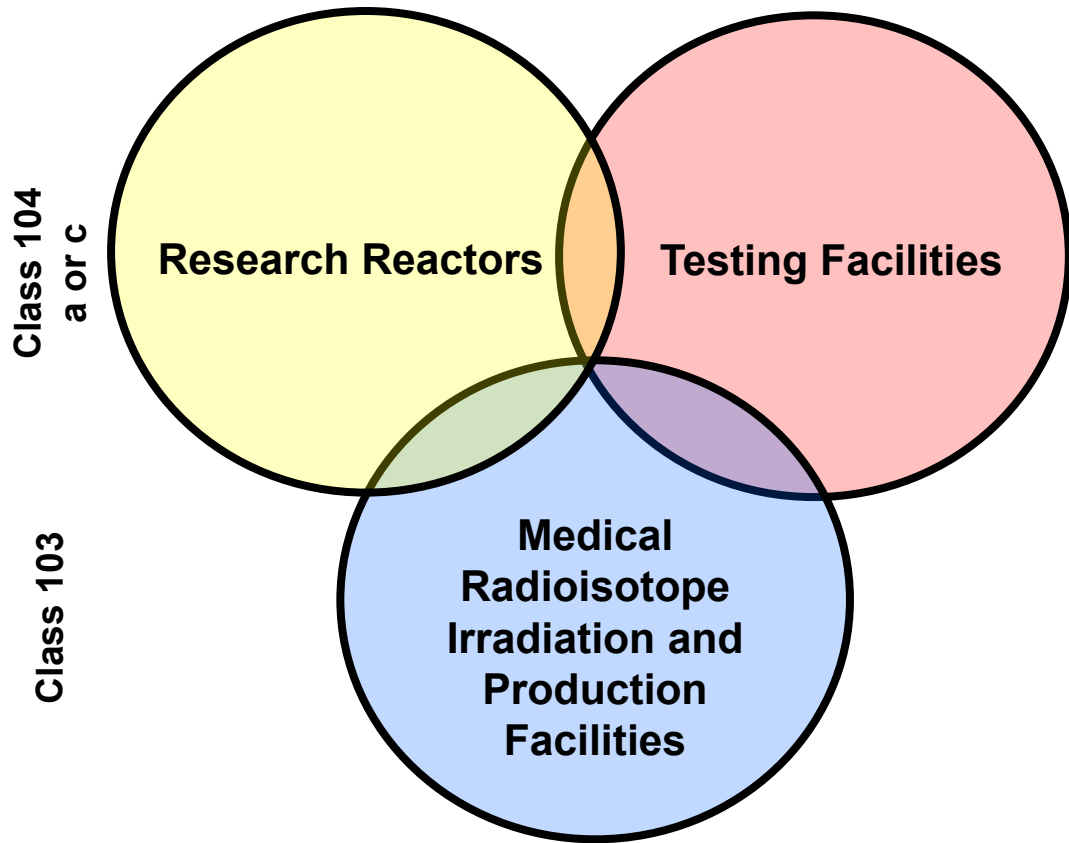 Class 104
a or c
Research Reactors
Testing Facilities
Class 103
Medical
Radioisotope
Irradiation and
Production
Facilities